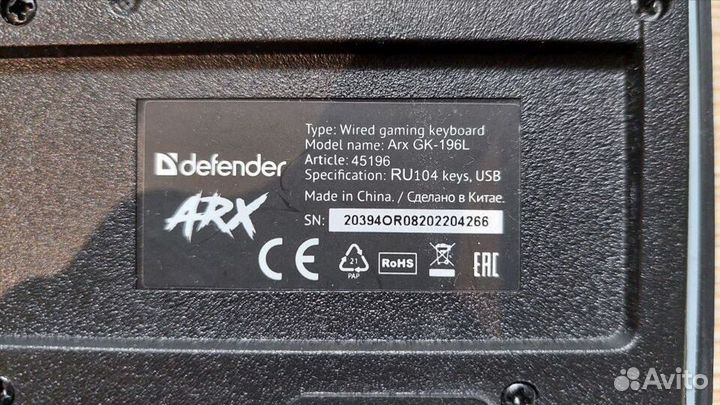 defender
ARX
Type: Wired gaming keyboard
Model name: Arx GK-196L
Article: 45196
Specification: RU104 keys, USB
Made in China. / Сделано в Китае.
SN: 20394OR08202204266
CE
21
PAP
RoHS
EAC
Avito